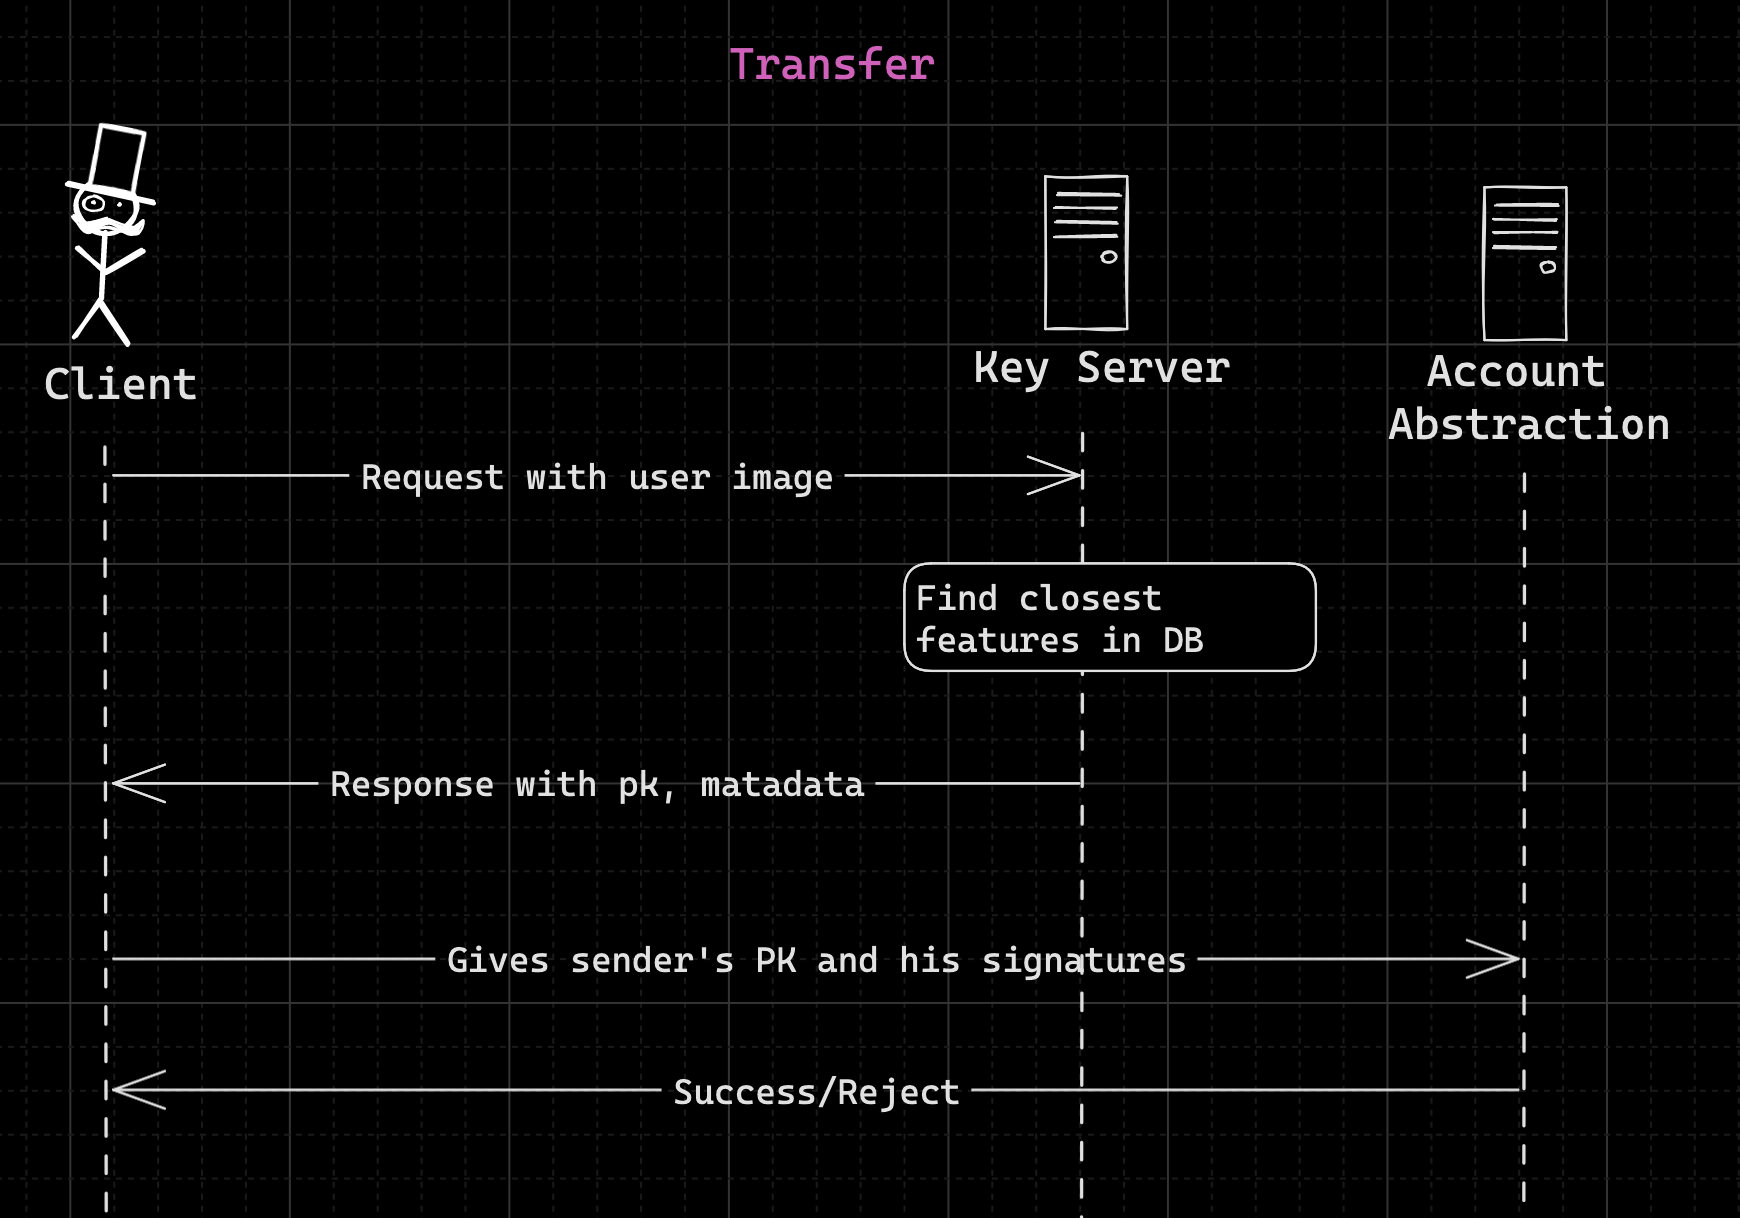 Transfer
Client
Key Server
Account
Abstraction
Request with user image
Find closest
features in DB
Response with pk, matadata
Gives sender's PK and his signatures
Success/Reject